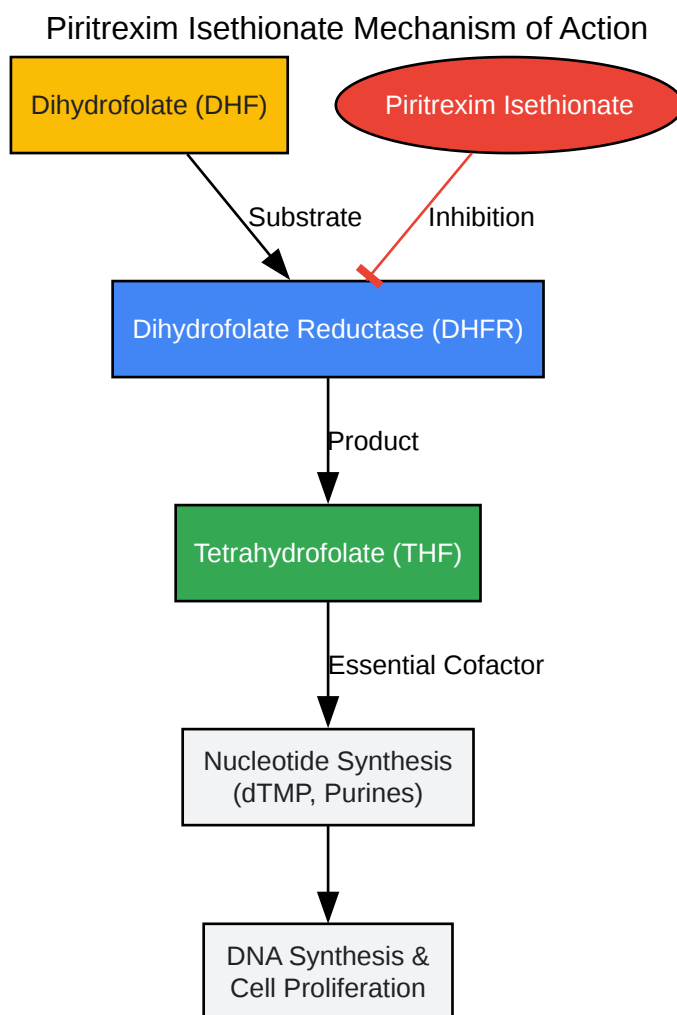 Piritrexim Isethionate Mechanism of Action
Dihydrofolate (DHF)
Piritrexim Isethionate
Substrate
Inhibition
Dihydrofolate Reductase (DHFR)
Product
Tetrahydrofolate (THF)
Essential Cofactor
Nucleotide Synthesis
(dTMP, Purines)
DNA Synthesis &
Cell Proliferation